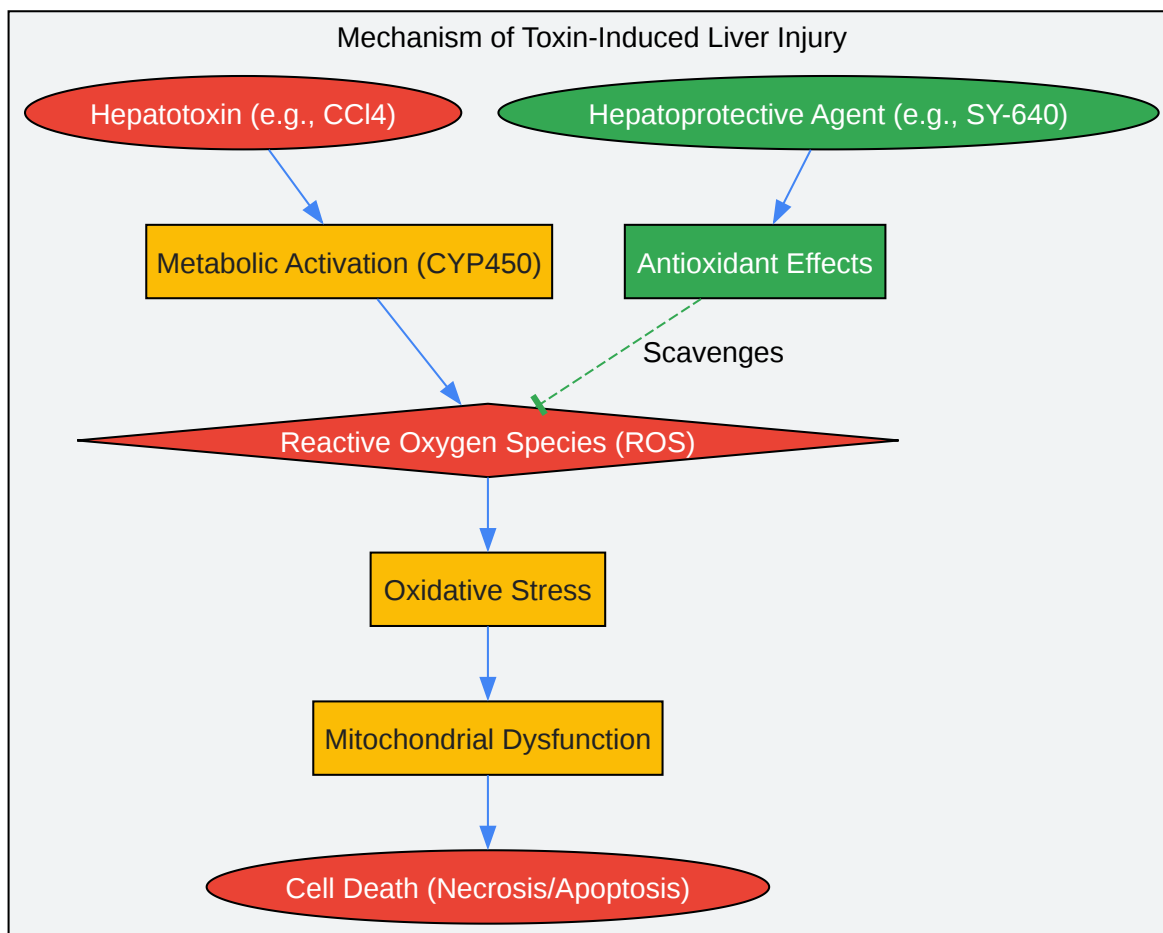 Mechanism of Toxin-Induced Liver Injury
Hepatotoxin (e.g., CCl4)
Hepatoprotective Agent (e.g., SY-640)
Metabolic Activation (CYP450)
Antioxidant Effects
Scavenges
Reactive Oxygen Species (ROS)
Oxidative Stress
Mitochondrial Dysfunction
Cell Death (Necrosis/Apoptosis)